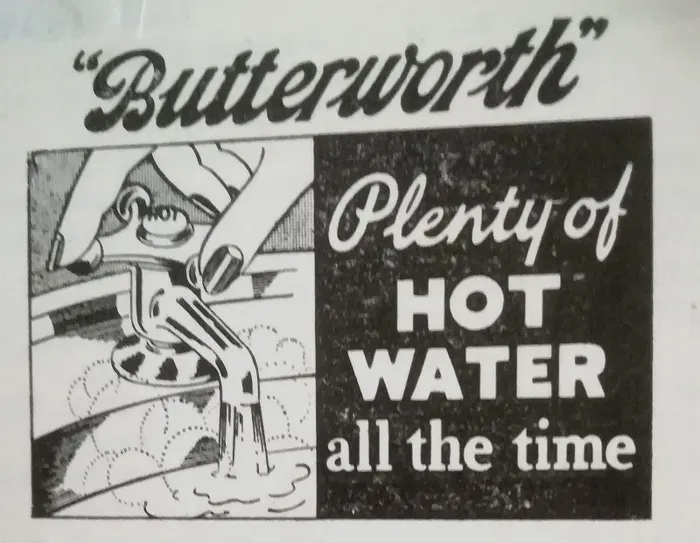 "Butterworth"
HOT
Plenty of
HOT
WATER
all the time